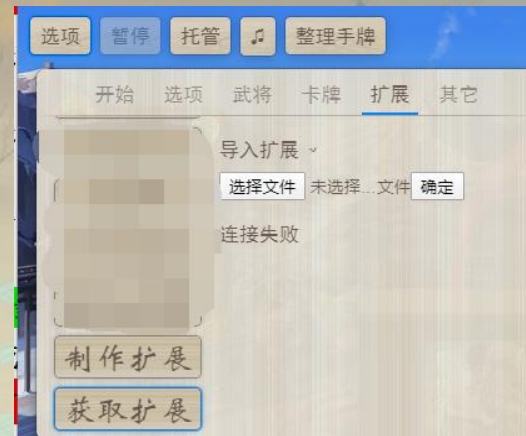 选项 暂停 托管 ♫ 整理手牌
开始 选项 武将 卡牌 扩展 其它
导入扩展
选择文件 未选择...文件 确定
连接失败
制作扩展
获取扩展